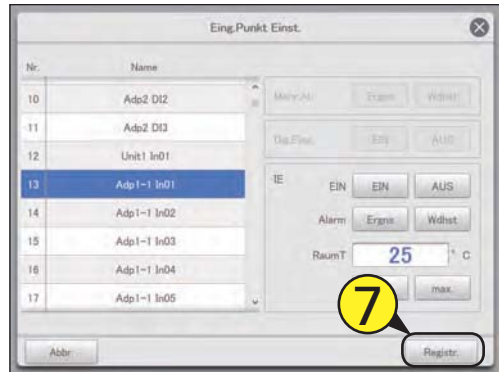 Eing.Punkt Einst.
Nr. Name
10 Adp2 DI2
11 Adp2 DI3
12 Unit1 In01
13 Adp1-1 In01
14 Adp1-1 In02
15 Adp1-1 In03
16 Adp1-1 In04
17 Adp1-1 In05
Ergns Wdhst
Dig.Eing. EIN AUS
IE EIN EIN AUS
Alarm Ergns Wdhst
RaumT 25 ° C
max.
7
Abbr. Registr.